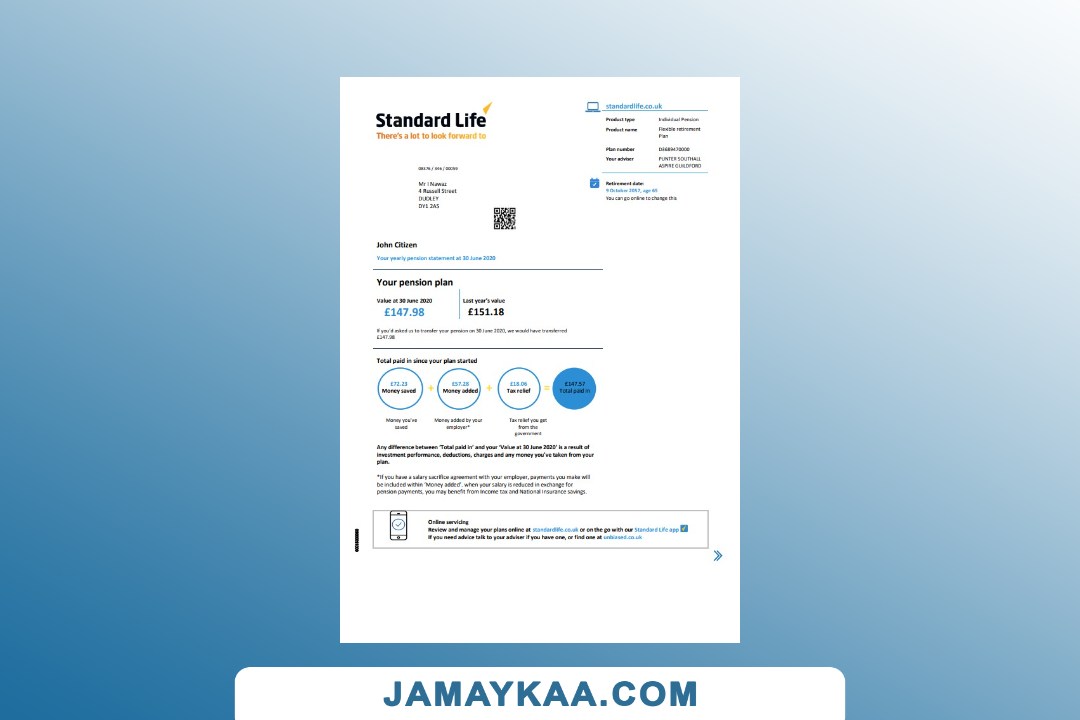 Standard Life
There's a lot to look forward to
standardlife.co.uk
Product type Individual Pension
Product name Flexible retirement
Plan
Plan number
Your adviser PUNTER SOUTHALL
ASPIRE GUILDFORD
Retirement date:
9 October 2057, age 65
You can go online to change this
Mr I Nawaz
4 Russell Street
DUDLEY
DY1 2AS
John Citizen
Your yearly pension statement at 30 June 2020
Your pension plan
Value at 30 June 2020 Last year's value
£147.98 £151.18
If you'd asked us to transfer your pension on 30 June 2020, we would have transferred
£147.98
Total paid in since your plan started
£72.23 + £57.28 + £18.06 = £147.57
Money saved Money added Tax relief Total paid in
Money you've Money added by your Tax relief you get
saved employer* from the
government
Any difference between 'Total paid in' and your 'Value at 30 June 2020' is a result of
investment performance, deductions, charges and any money you've taken from your
plan.
*If you have a salary sacrifice agreement with your employer, payments you make will
be included within 'Money added'. when your salary is reduced in exchange for
pension payments, you may benefit from Income tax and National Insurance savings.
Online servicing
Review and manage your plans online at standardlife.co.uk or on the go with our Standard Life app
If you need advice talk to your adviser if you have one, or find one at unbiased.co.uk
JAMAYKAA.COM